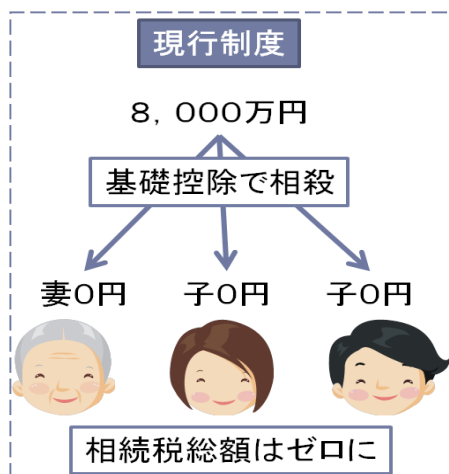 現行制度
8，000万円
基礎控除で相殺
妻0円 子0円 子0円
相続税総額はゼロに